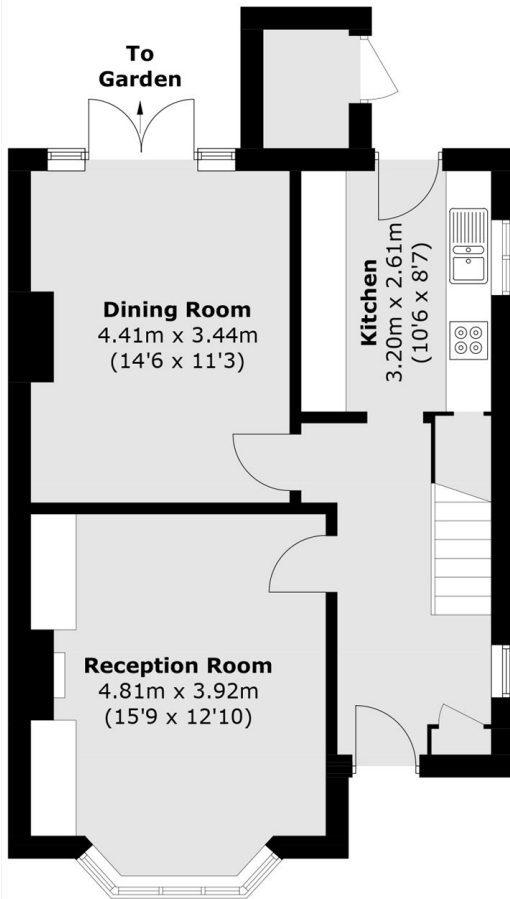 To
Garden
Dining Room
4.41m x 3.44m
(14'6 x 11'3)
Kitchen
3.20m x 2.61m
(10'6 x 8'7)
Reception Room
4.81m x 3.92m
(15'9 x 12'10)